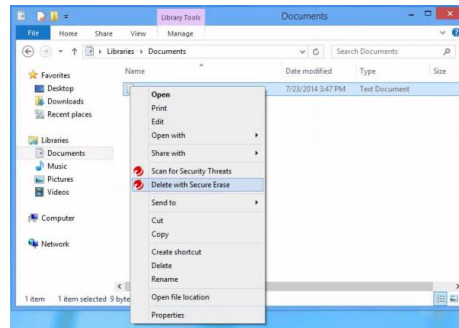 Library Tools
Documents
File
Home
Share
View
Manage
Libraries
Documents
Search Documents
Name
Date modified
Type
Size
Favorites
Desktop
Downloads
Recent places
Libraries
Documents
Music
Pictures
Videos
Computer
Network
7/23/2014 3:47 PM
Text Document
Open
Print
Edit
Open with
Share with
Scan for Security Threats
Delete with Secure Erase
Send to
Cut
Copy
Create shortcut
Delete
Rename
Open file location
Properties
1 item
1 item selected
9 byte